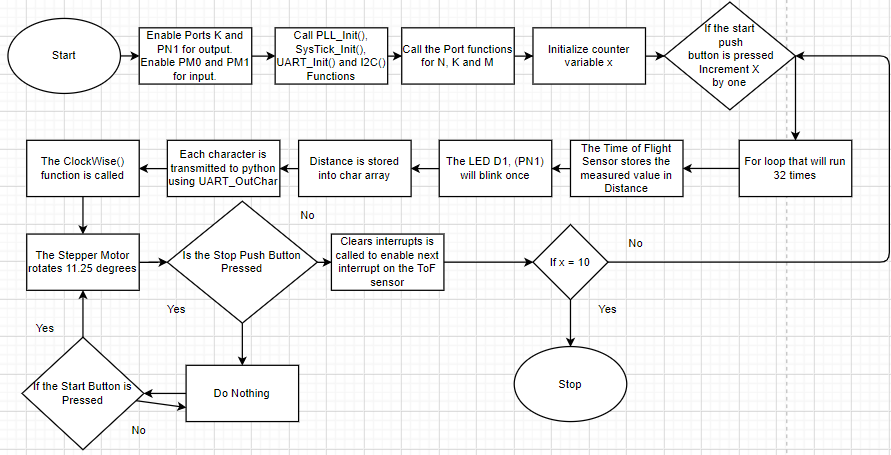 Start
Enable Ports K and
PN1 for output.
Enable PM0 and PM1
for input.
Call PLL_Init(),
SysTick_Init(),
UART_Init() and I2C()
Functions
Call the Port functions
for N, K and M
Initialize counter
variable x
If the start
push
button is pressed
Increment X
by one
The ClockWise()
function is called
Each character is
transmitted to python
using UART_OutChar
Distance is stored
into char array
The LED D1, (PN1)
will blink once
The Time of Flight
Sensor stores the
measured value in
Distance
For loop that will run
32 times
The Stepper Motor
rotates 11.25 degrees
Is the Stop Push Button
Pressed
No
Clears interrupts is
called to enable next
interrupt on the ToF
sensor
If x = 10
No
Yes
Yes
Yes
If the Start Button is
Pressed
No
Do Nothing
Stop